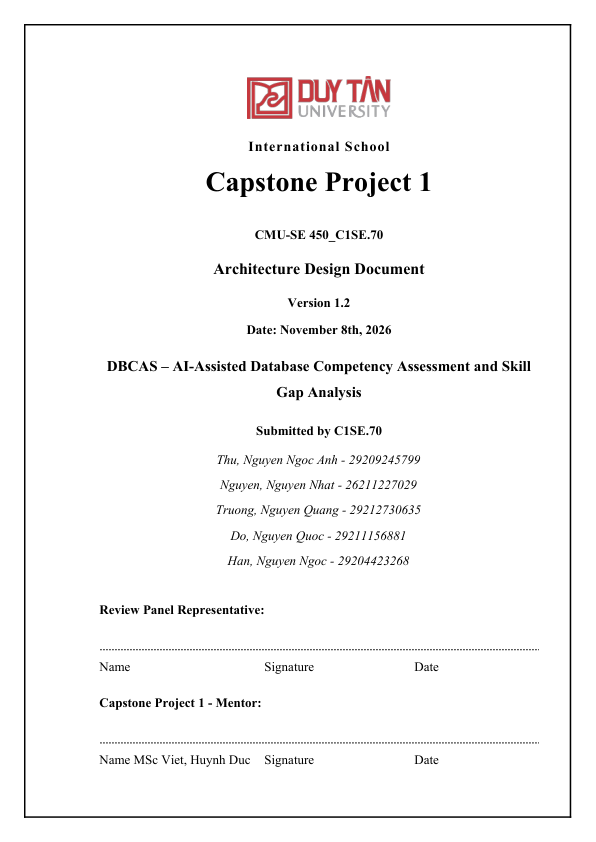 DUY TÂN
UNIVERSITY
International School
Capstone Project 1
CMU-SE 450_C1SE.70
Architecture Design Document
Version 1.2
Date: November 8th, 2026
DBCAS – AI-Assisted Database Competency Assessment and Skill
Gap Analysis
Submitted by C1SE.70
Thu, Nguyen Ngoc Anh - 29209245799
Nguyen, Nguyen Nhat - 26211227029
Truong, Nguyen Quang - 29212730635
Do, Nguyen Quoc - 29211156881
Han, Nguyen Ngoc - 29204423268
Review Panel Representative:
Name Signature Date
Capstone Project 1 - Mentor:
Name MSc Viet, Huynh Duc Signature Date